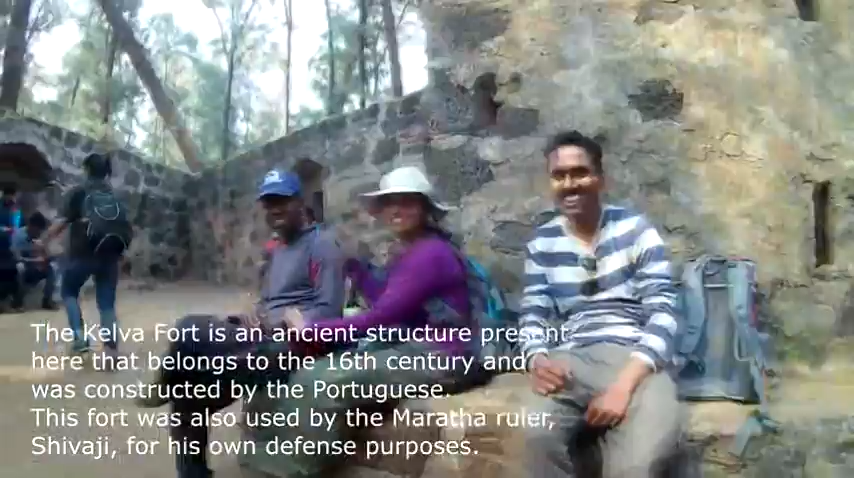 The Kelva Fort is an ancient structure present
here that belongs to the 16th century and
was constructed by the Portuguese.
This fort was also used by the Maratha ruler,
Shivaji, for his own defense purposes.